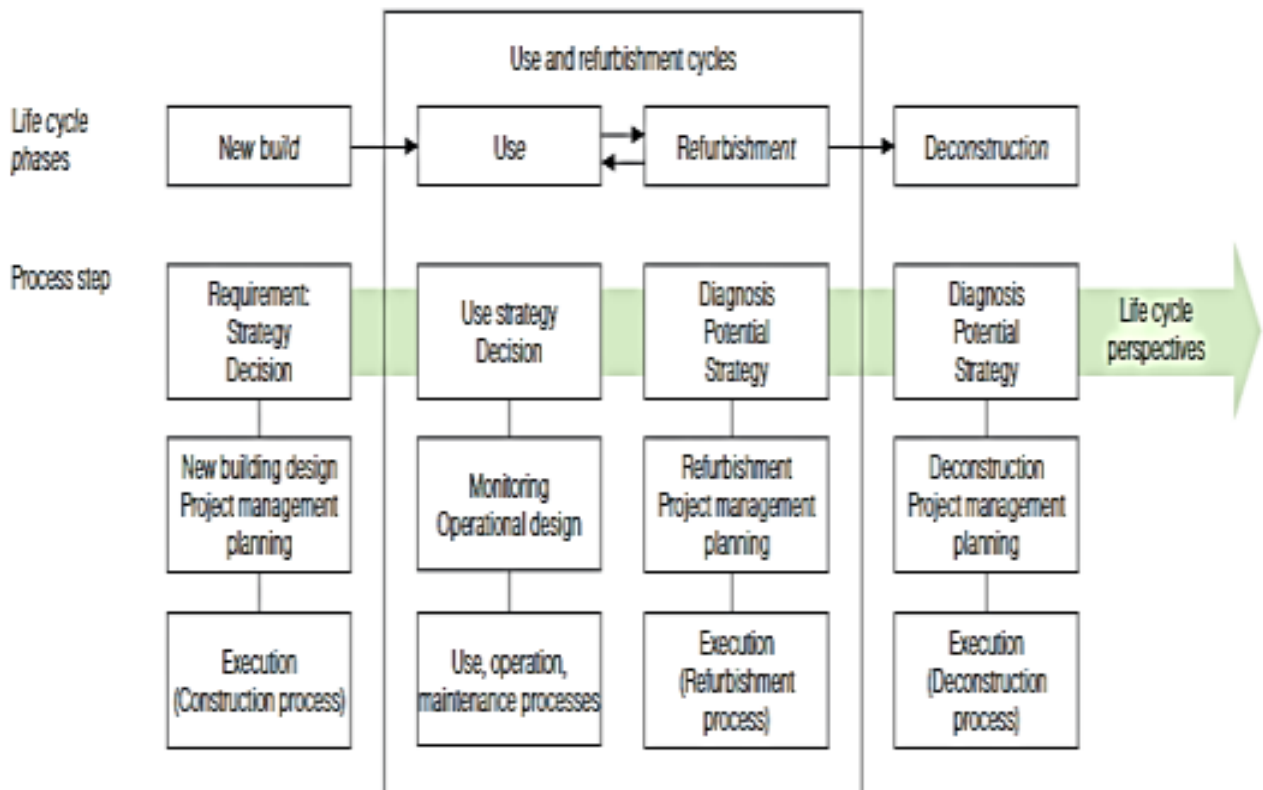 Use and refurbishment cycles
Life cycle
phases
New build
Use
Refurbishment
Deconstruction
Process step
Requirement:
Strategy
Decision
Use strategy
Decision
Diagnosis
Potential
Strategy
Diagnosis
Potential
Strategy
Life cycle
perspectives
New building design
Project management
planning
Monitoring
Operational design
Refurbishment
Project management
planning
Deconstruction
Project management
planning
Execution
(Construction process)
Use, operation,
maintenance processes
Execution
(Refurbishment
process)
Execution
(Deconstruction
process)